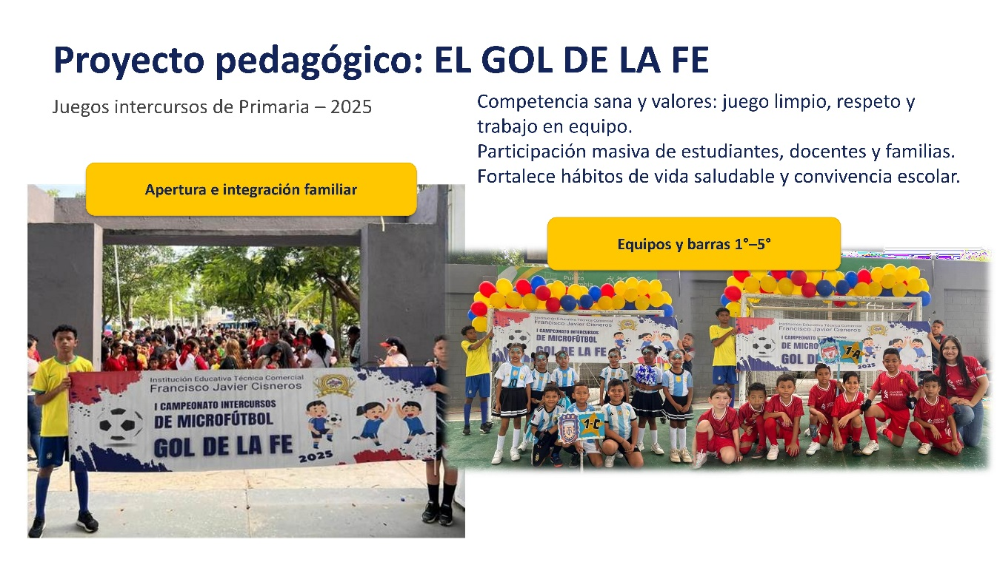 Proyecto pedagógico: EL GOL DE LA FE
Juegos intercursos de Primaria – 2025
Competencia sana y valores: juego limpio, respeto y
trabajo en equipo.
Participación masiva de estudiantes, docentes y familias.
Fortalece hábitos de vida saludable y convivencia escolar.
Apertura e integración familiar
Institución Educativa Técnica Comercial
Francisco Javier Cisneros
I CAMPEONATO INTERCURSOS
DE MICROFÚTBOL
GOL DE LA FE
2025
Equipos y barras 1°–5°
Puerto
Colombia
Institución Educativa Técnica Comercial
Francisco Javier Cisneros
I CAMPEONATO INTERCURSOS
DE MICROFÚTBOL
GOL DE LA FE
10
1-C
Institución Educativa Técnica Comercial
Francisco Javier Cisneros
I CAMPEONATO
DE MICRO
GOL DE
1-A
2025